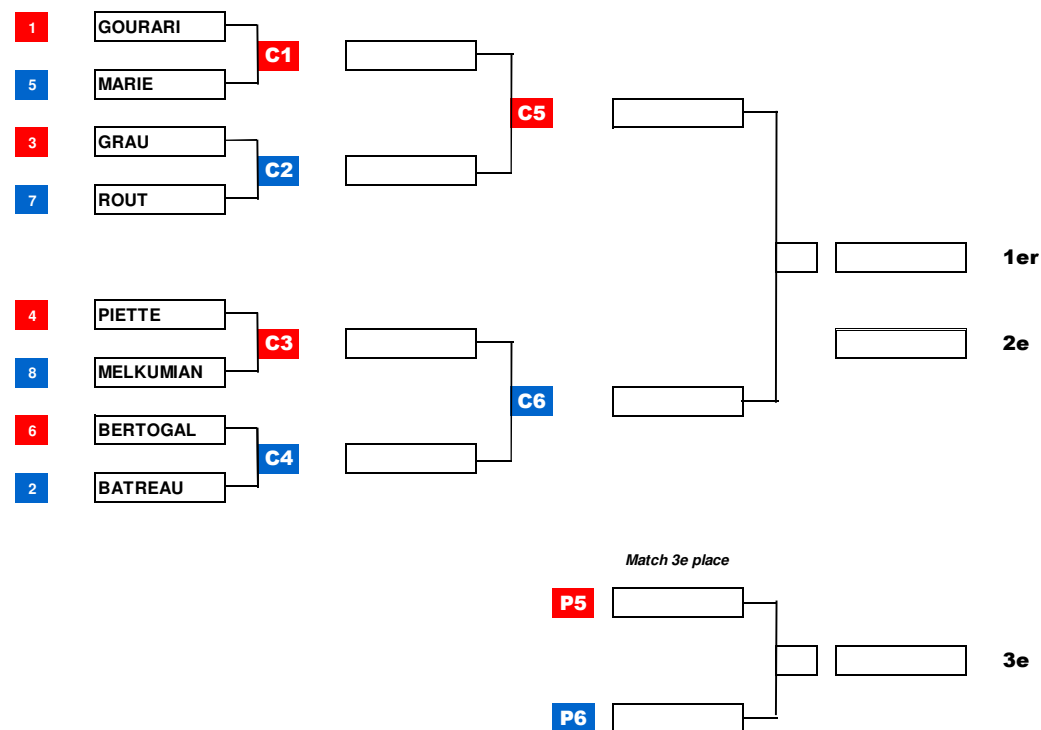 1 GOURARI
C1
5 MARIE
C5
3 GRAU
C2
7 ROUT
1er
4 PIETTE
C3
2e
8 MELKUMIAN
C6
6 BERTOGAL
C4
2 BATREAU
Match 3e place
P5
3e
P6